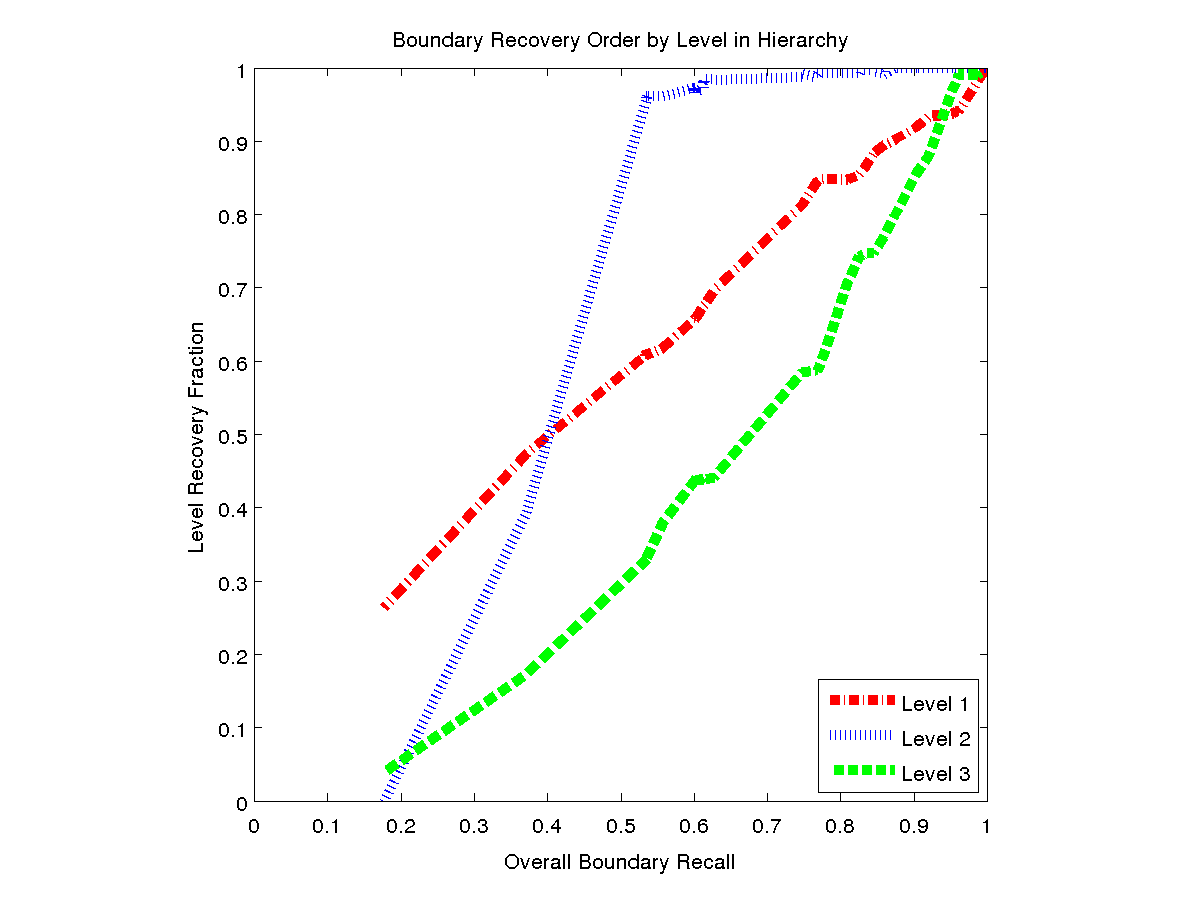 Boundary Recovery Order by Level in Hierarchy
1
0.9
0.8
0.7
0.6
0.5
0.4
0.3
0.2
0.1
0
Level Recovery Fraction
Level 1
Level 2
Level 3
0 0.1 0.2 0.3 0.4 0.5 0.6 0.7 0.8 0.9 1
Overall Boundary Recall